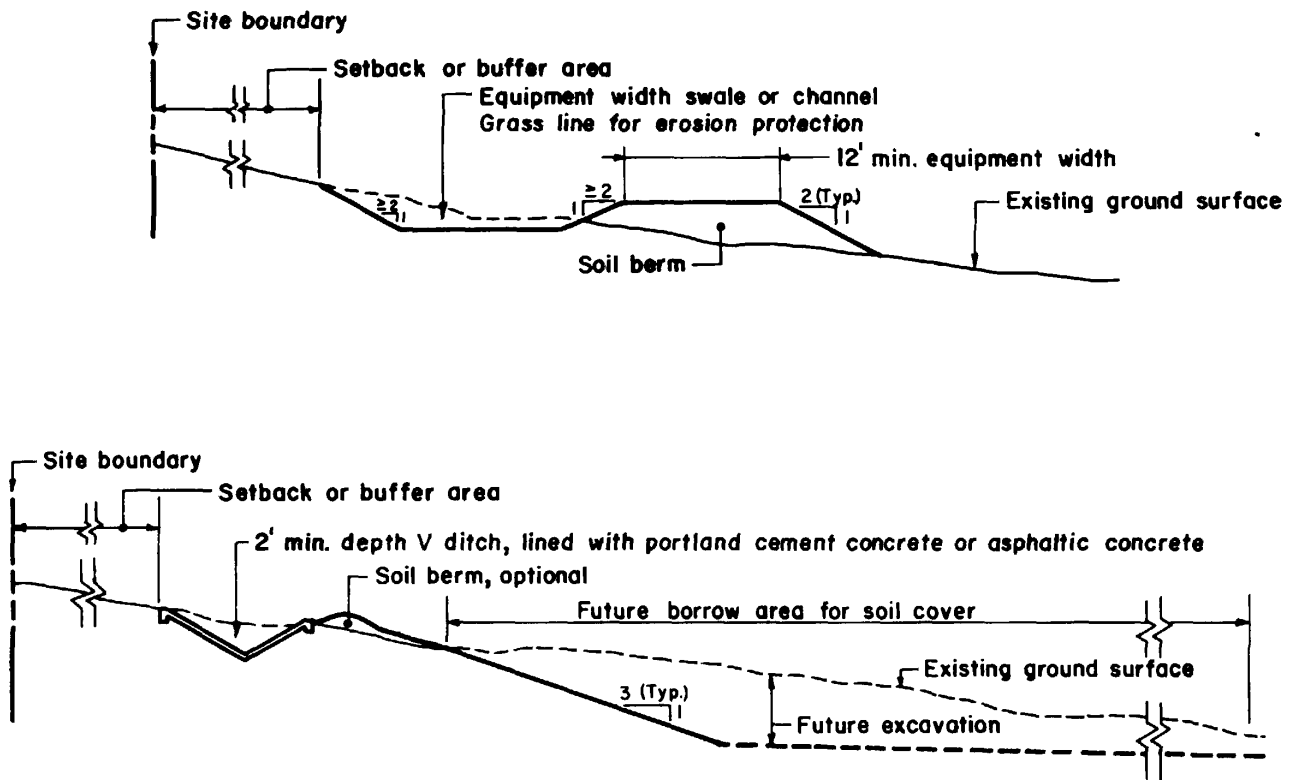 Site boundary
Setback or buffer area
Equipment width swale or channel
Grass line for erosion protection
12' min. equipment width
≥2
1
1
≥2
2 (Typ.)
1
Existing ground surface
Soil berm
Site boundary
Setback or buffer area
2' min. depth V ditch, lined with portland cement concrete or asphaltic concrete
Soil berm, optional
Future borrow area for soil cover
Existing ground surface
3 (Typ.)
1
Future excavation